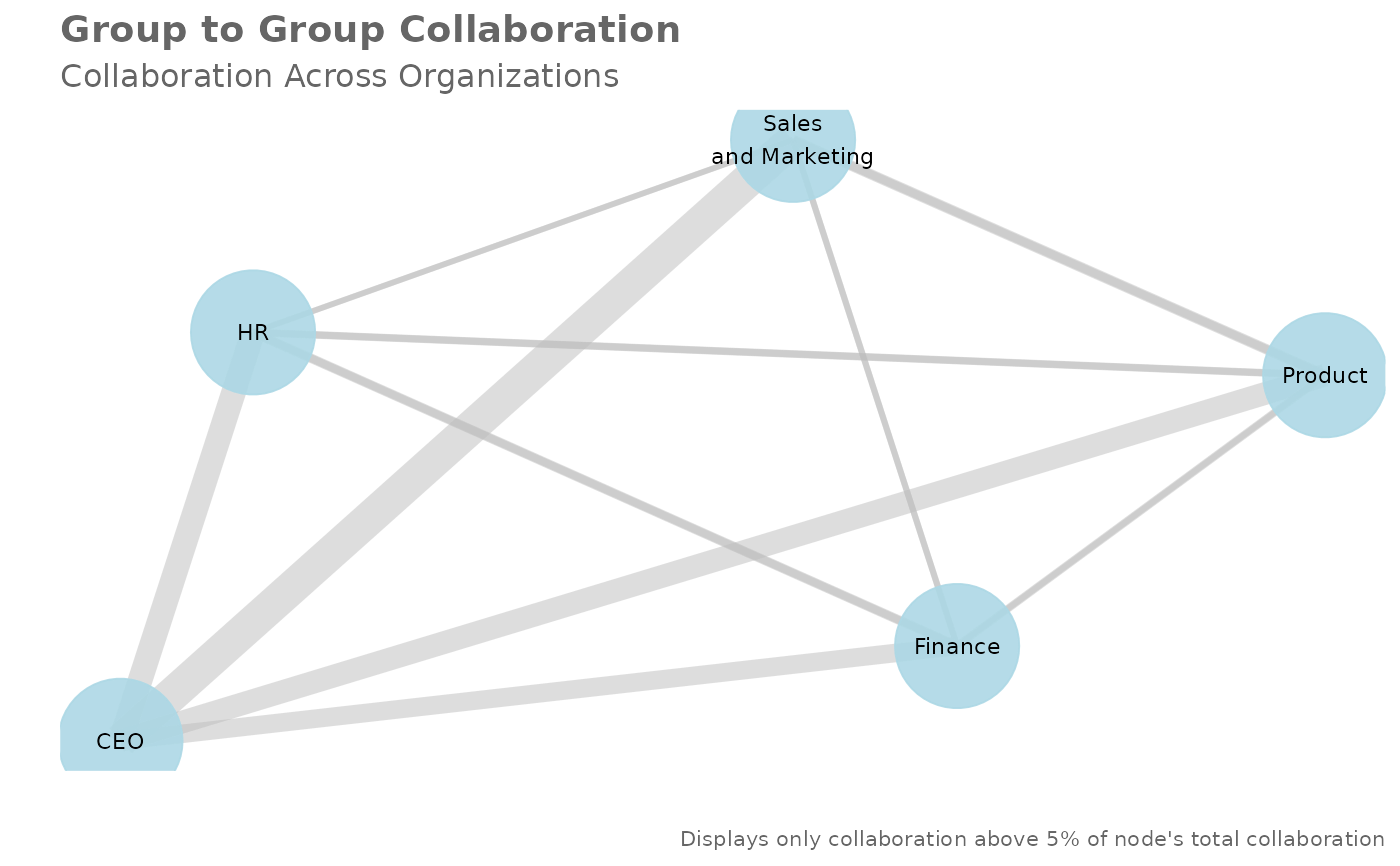 Group to Group Collaboration
Collaboration Across Organizations
Sales
and Marketing
HR
Product
Finance
CEO
Displays only collaboration above 5% of node's total collaboration